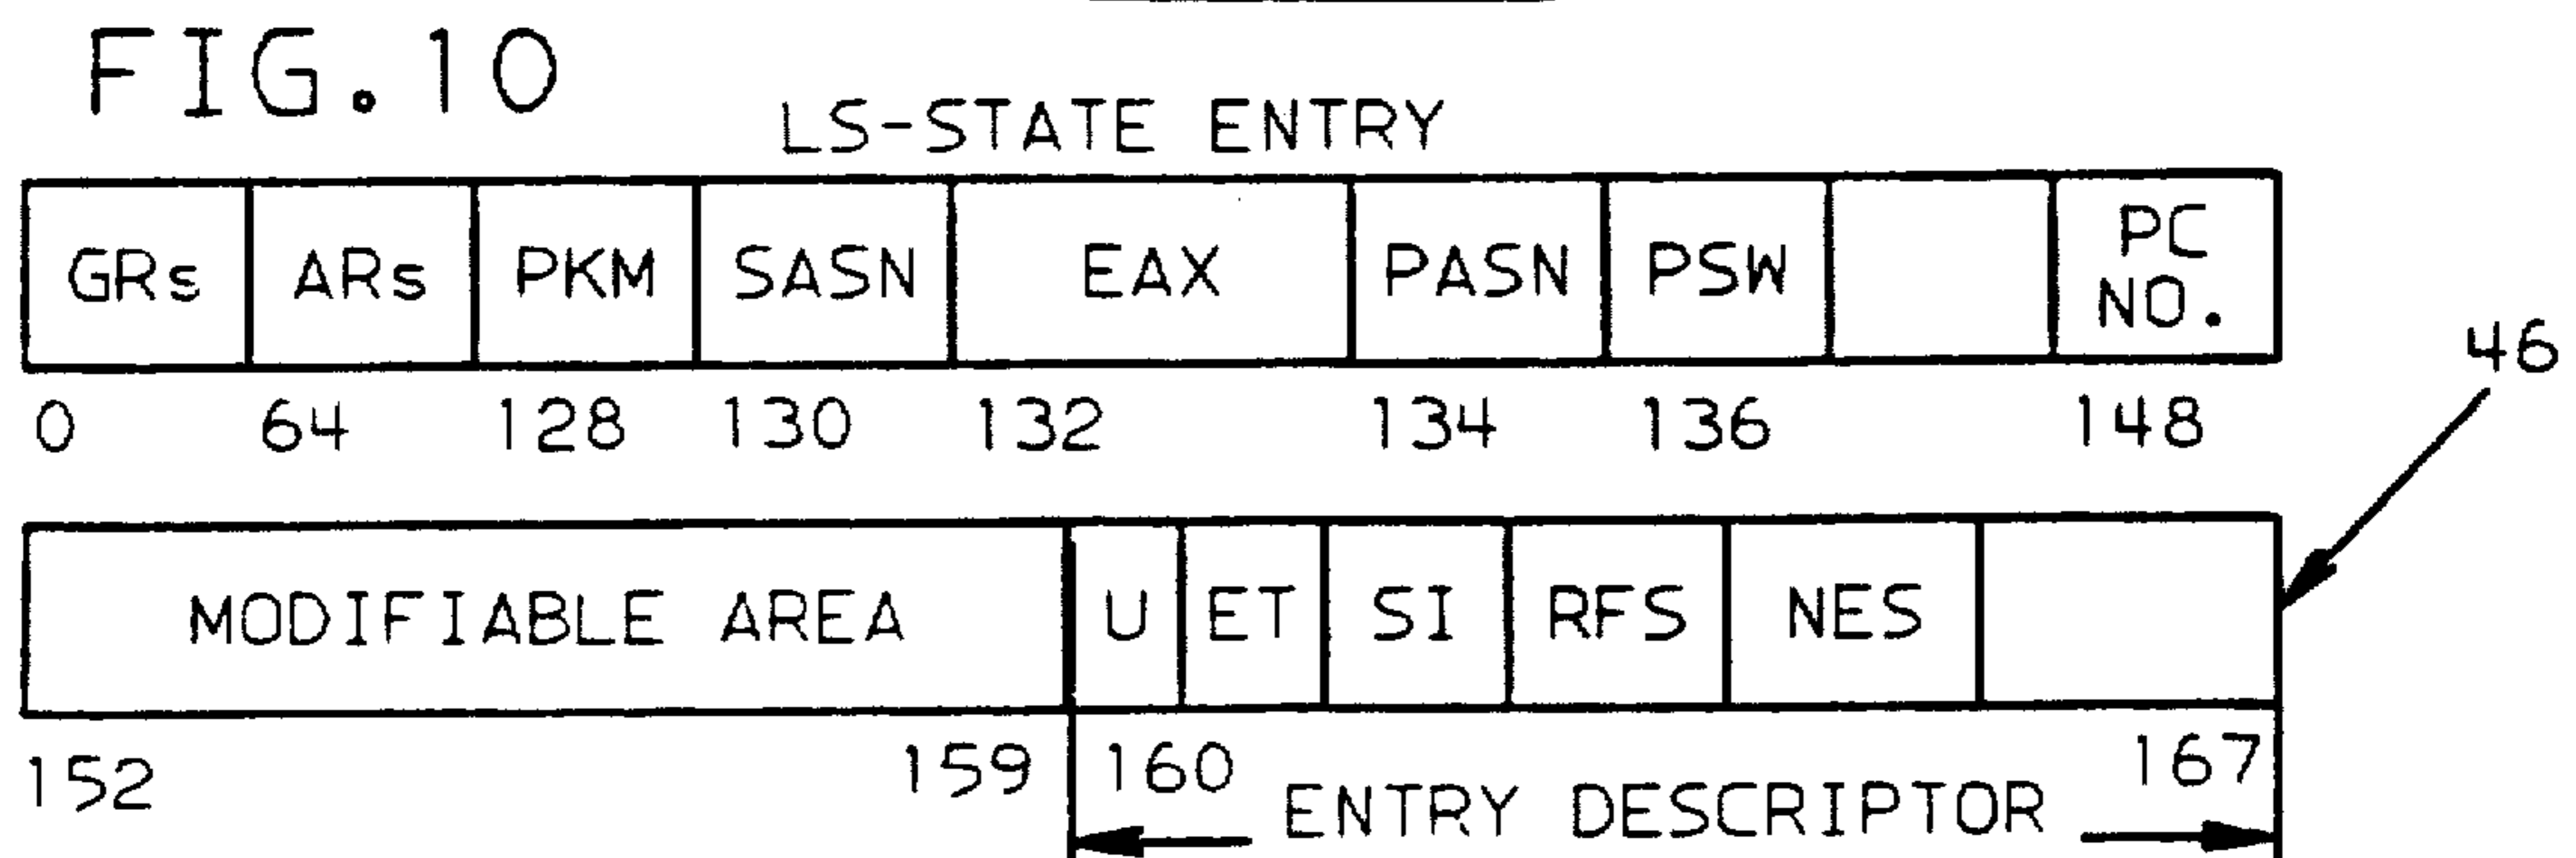 FIG.10
LS-STATE ENTRY
GRs ARs PKM SASN EAX PASN PSW PC NO.
0 64 128 130 132 134 136 148
46
MODIFIABLE AREA U ET SI RFS NES
152 159 160 167
ENTRY DESCRIPTOR